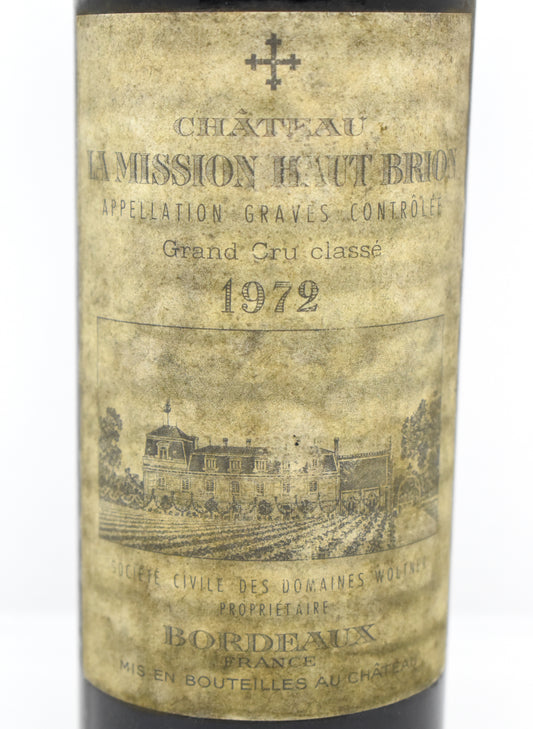 CHÂTEAU
LA MISSION HAUT BRION
APPELLATION GRAVES CONTRÔLÉE
Grand Cru classé
1972
SOCIÉTÉ CIVILE DES DOMAINES WOLTNER
PROPRIÉTAIRE
BORDEAUX
FRANCE
MIS EN BOUTEILLES AU CHÂTEAU